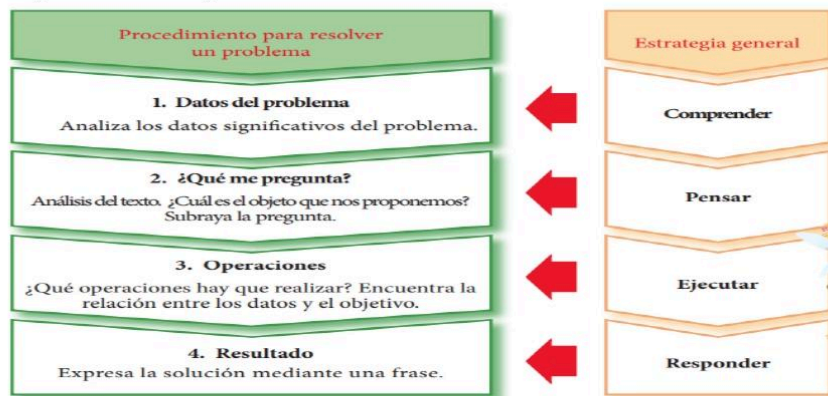 Procedimiento para resolver
un problema
1. Datos del problema
Analiza los datos significativos del problema.
2. ¿Qué me pregunta?
Análisis del texto. ¿Cuál es el objeto que nos proponemos?
Subraya la pregunta.
3. Operaciones
¿Qué operaciones hay que realizar? Encuentra la
relación entre los datos y el objetivo.
4. Resultado
Expresa la solución mediante una frase.
Estrategia general
Comprender
Pensar
Ejecutar
Responder